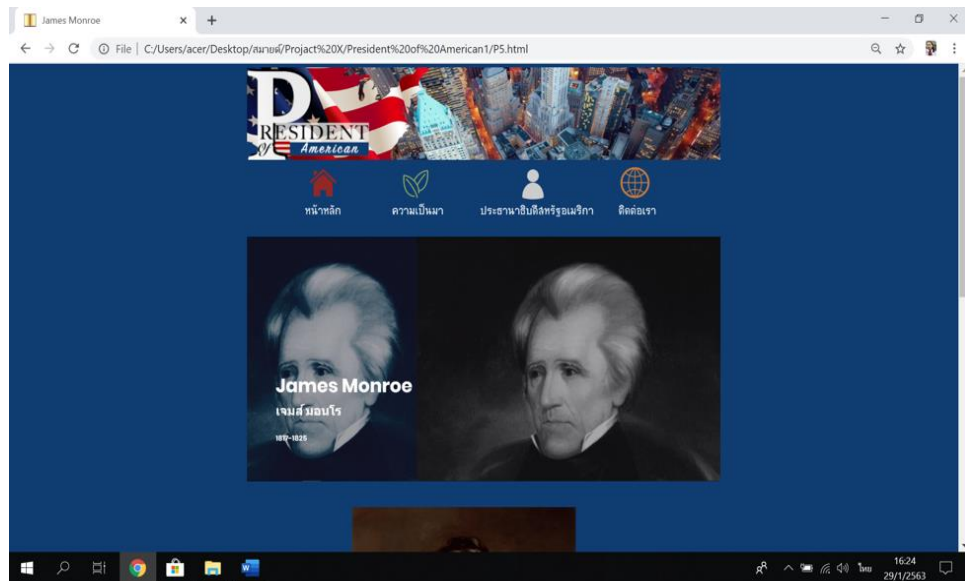 James Monroe
File | C:/Users/acer/Desktop/สมายด์/Projact%20X/President%20of%20American1/P5.html
PRESIDENT
of American
หน้าหลัก ความเป็นมา ประธานาธิบดีสหรัฐอเมริกา ติดต่อเรา
James Monroe
เจมส์ มอนโร
1817-1825
W
ไทย
16:24
29/1/2563